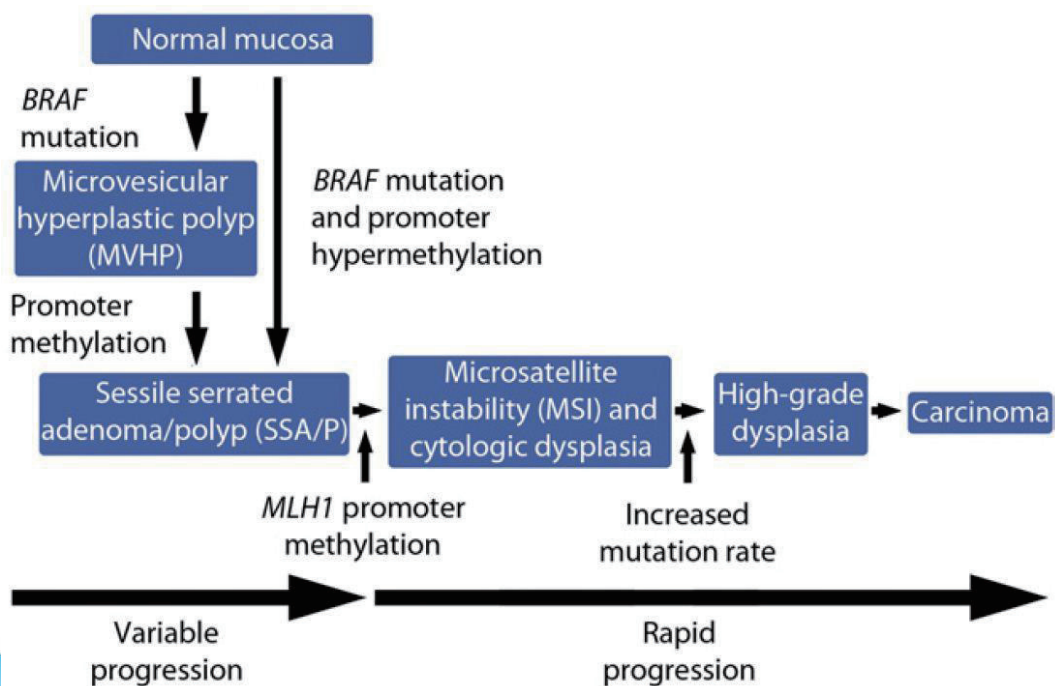 Normal mucosa
BRAF
mutation
Microvesicular
hyperplastic polyp
(MVHP)
BRAF mutation
and promoter
hypermethylation
Promoter
methylation
Sessile serrated
adenoma/polyp (SSA/P)
Microsatellite
instability (MSI) and
cytologic dysplasia
High-grade
dysplasia
Carcinoma
MLH1 promoter
methylation
Increased
mutation rate
Variable
progression
Rapid
progression